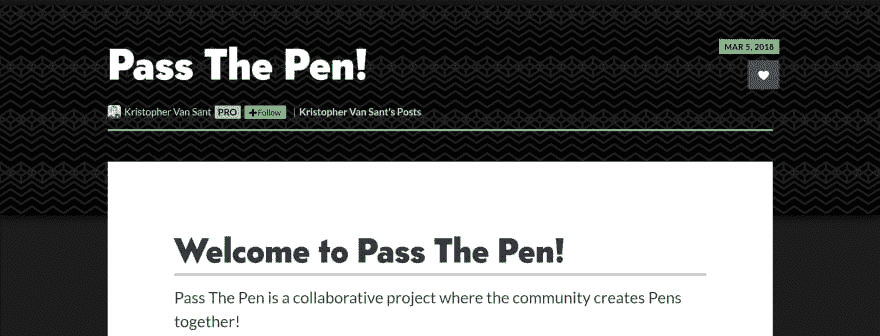 MAR 5, 2018
Pass The Pen!
Kristopher Van Sant PRO +Follow | Kristopher Van Sant's Posts
Welcome to Pass The Pen!
Pass The Pen is a collaborative project where the community creates Pens
together!